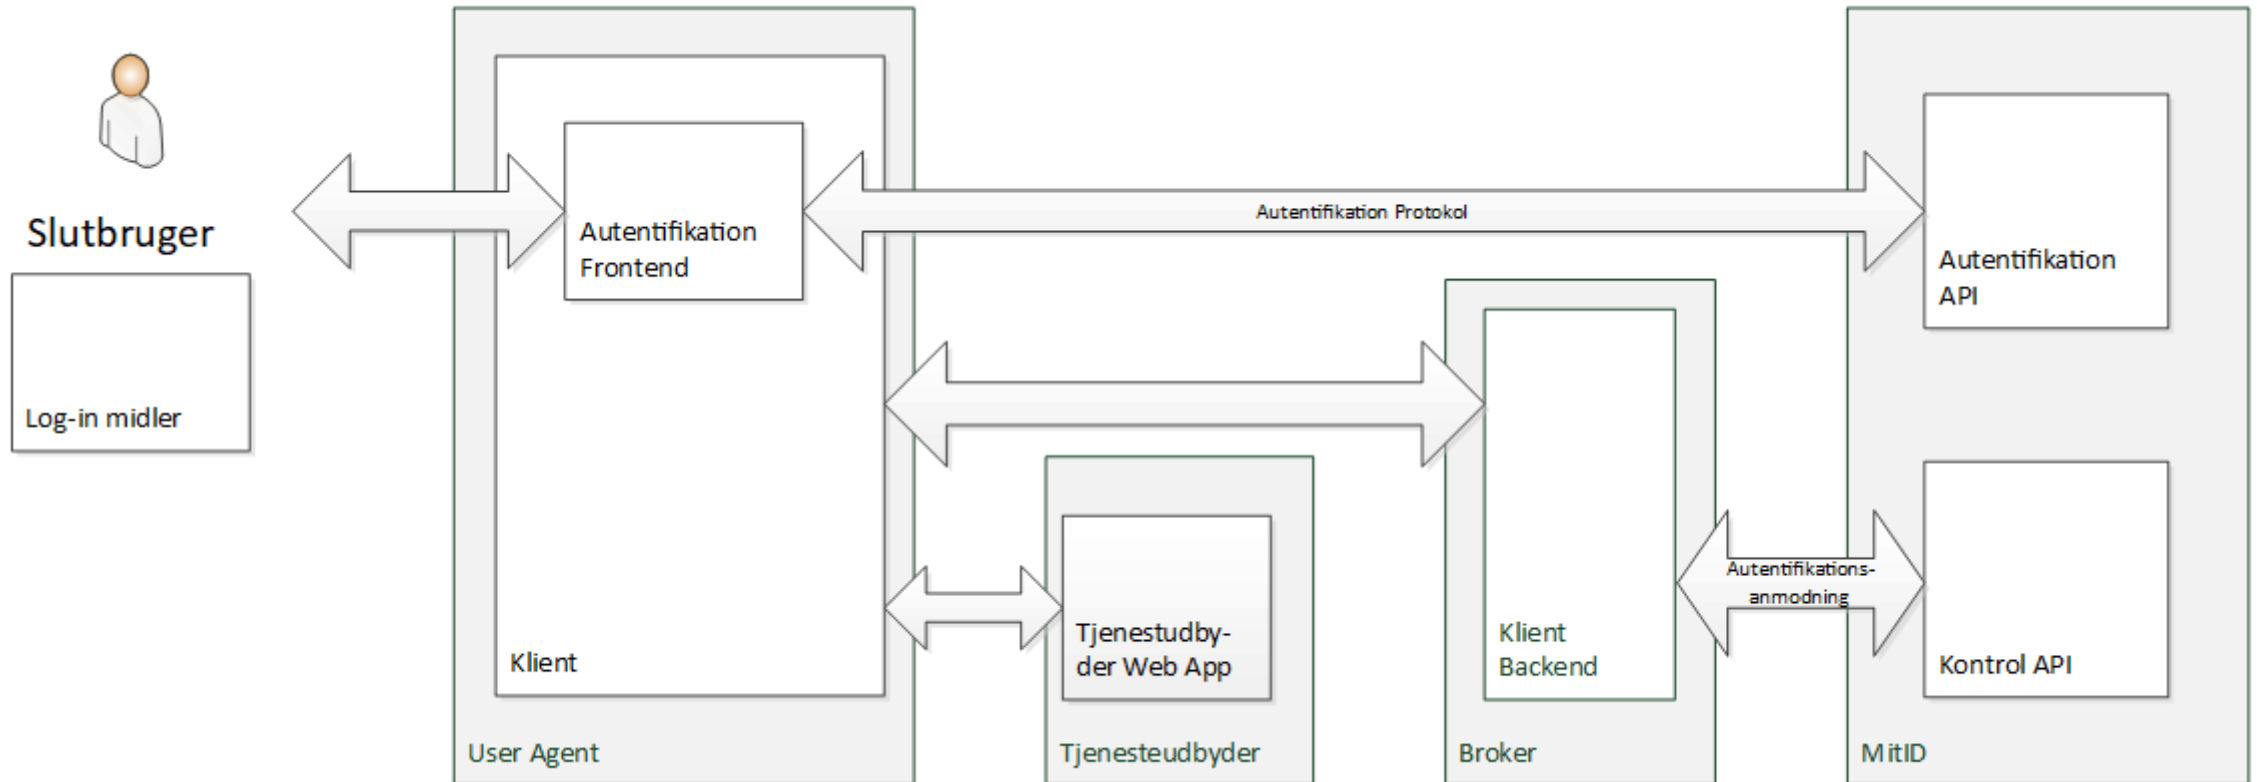 Slutbruger
Log-in midler
Autentifikation
Frontend
Klient
User Agent
Autentifikation Protokol
Tjenestudby-
der Web App
Tjenesteudbyder
Klient
Backend
Broker
Autentifikations-
anmodning
Autentifikation
API
Kontrol API
MitID